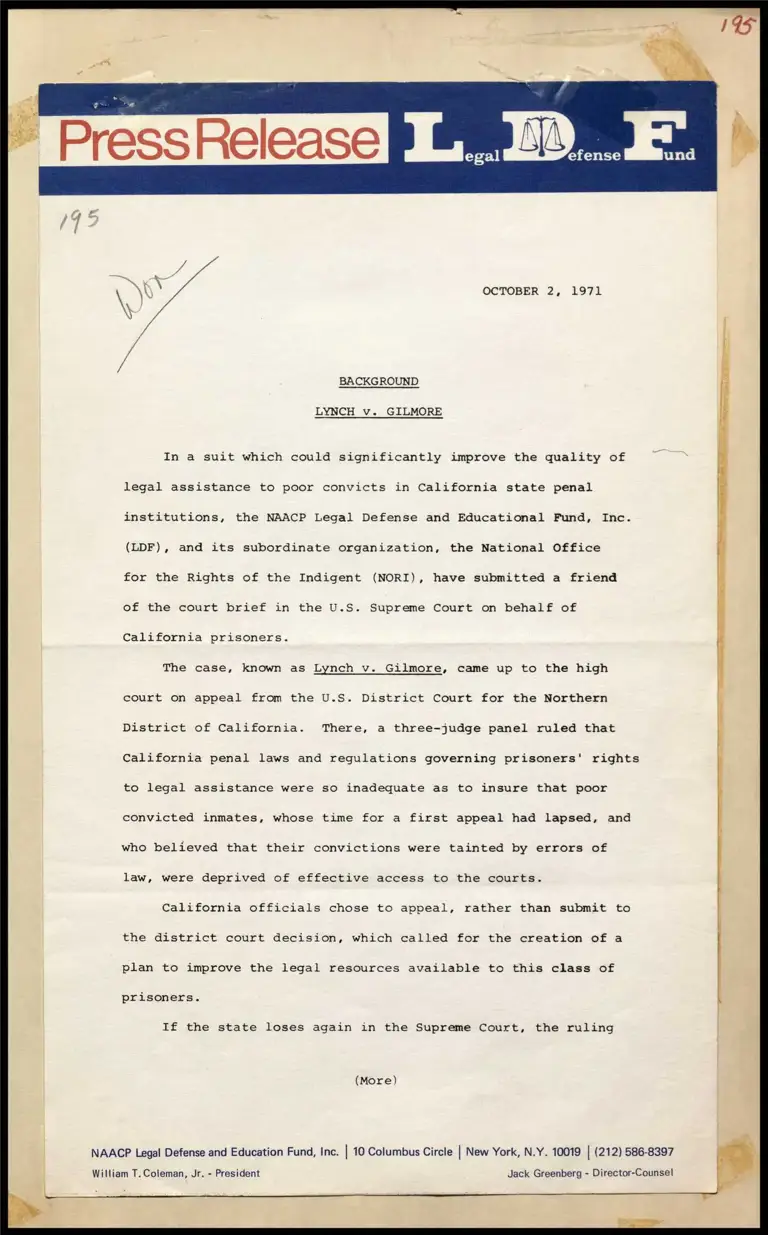 195
Press Release Legal Defense Fund
195
Won
OCTOBER 2, 1971
BACKGROUND
LYNCH v. GILMORE
In a suit which could significantly improve the quality of
legal assistance to poor convicts in California state penal
institutions, the NAACP Legal Defense and Educational Fund, Inc.
(LDF), and its subordinate organization, the National Office
for the Rights of the Indigent (NORI), have submitted a friend
of the court brief in the U.S. Supreme Court on behalf of
California prisoners.
The case, known as Lynch v. Gilmore, came up to the high
court on appeal from the U.S. District Court for the Northern
District of California. There, a three-judge panel ruled that
California penal laws and regulations governing prisoners' rights
to legal assistance were so inadequate as to insure that poor
convicted inmates, whose time for a first appeal had lapsed, and
who believed that their convictions were tainted by errors of
law, were deprived of effective access to the courts.
California officials chose to appeal, rather than submit to
the district court decision, which called for the creation of a
plan to improve the legal resources available to this class of
prisoners.
If the state loses again in the Supreme Court, the ruling
(More)
NAACP Legal Defense and Education Fund, Inc. | 10 Columbus Circle | New York, N.Y. 10019 | (212) 586-8397
William T. Coleman, Jr. - President Jack Greenberg - Director-Counsel